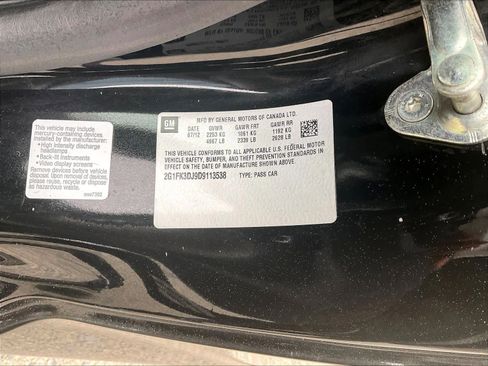 This vehicle may include
mercury-containing devices
installed by the
manufacturer:
• High intensity discharge
headlamps
• Back-lit instruments
• Video display screens
Remove devices before
disposal. Upon removal of
devices, please reuse, recycle
or dispose as hazardous
waste.
GM
MFD BY GENERAL MOTORS OF CANADA LTD.
DATE GVWR GAWR FRT GAWR RR
07/12 2253 KG 1061 KG 1192 KG
4967 LB 2339 LB 2628 LB
THIS VEHICLE CONFORMS TO ALL APPLICABLE U.S. FEDERAL MOTOR
VEHICLE SAFETY, BUMPER, AND THEFT PREVENTION STANDARDS IN
EFFECT ON THE DATE OF MANUFACTURE SHOWN ABOVE.
2G1FK3DJ9D9113538 TYPE: PASS CAR